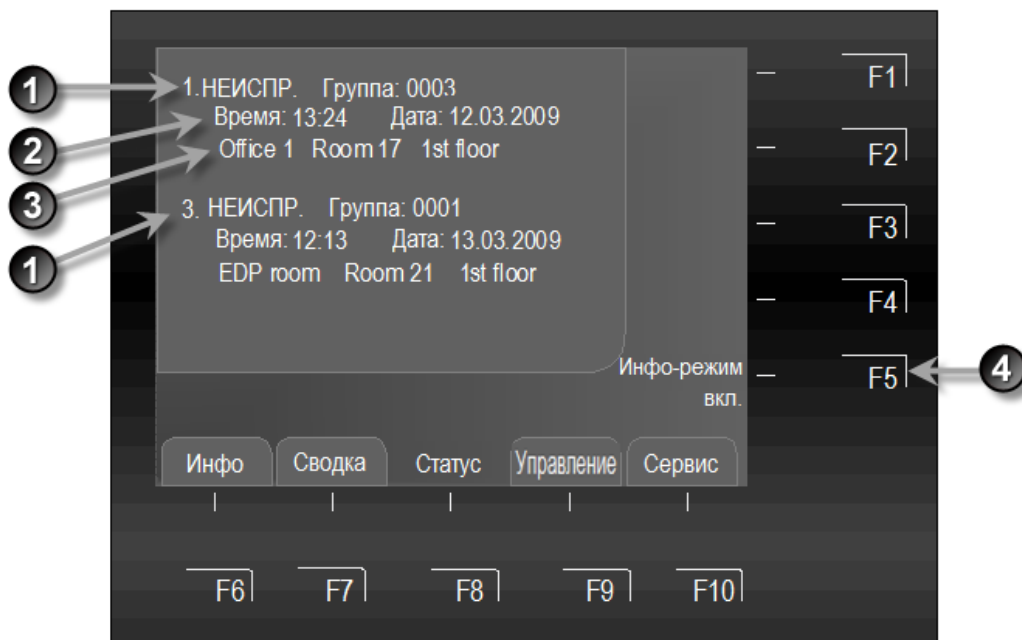 1. НЕИСПР. Группа: 0003
Время: 13:24 Дата: 12.03.2009
Office 1 Room 17 1st floor
3. НЕИСПР. Группа: 0001
Время: 12:13 Дата: 13.03.2009
EDP room Room 21 1st floor
Инфо-режим
вкл.
Инфо Сводка Статус Управление Сервис
F1
F2
F3
F4
F5
F6 F7 F8 F9 F10
1
2
3
1
4